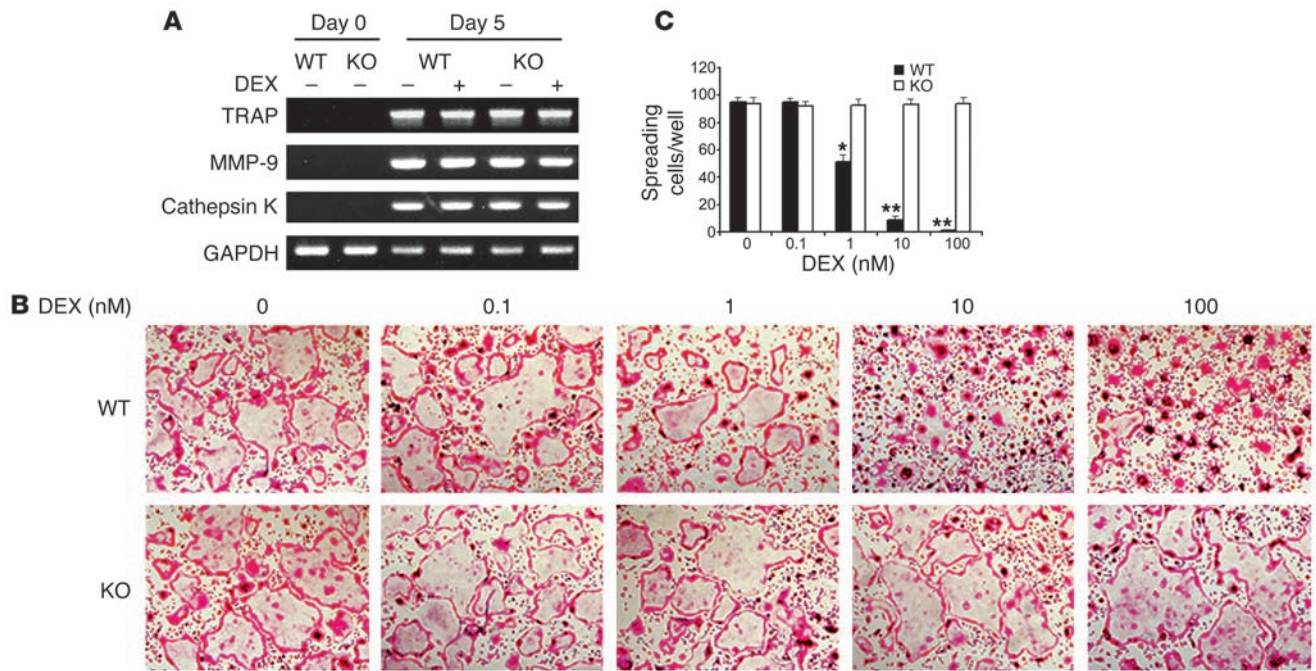 A
Day 0 Day 5
WT KO WT KO
DEX – – – + – +
TRAP
MMP-9
Cathepsin K
GAPDH
C
120
100
80
60
40
20
0
Spreading
cells/well
WT
KO
*
**
**
0 0.1 1 10 100
DEX (nM)
B DEX (nM) 0 0.1 1 10 100
WT
KO